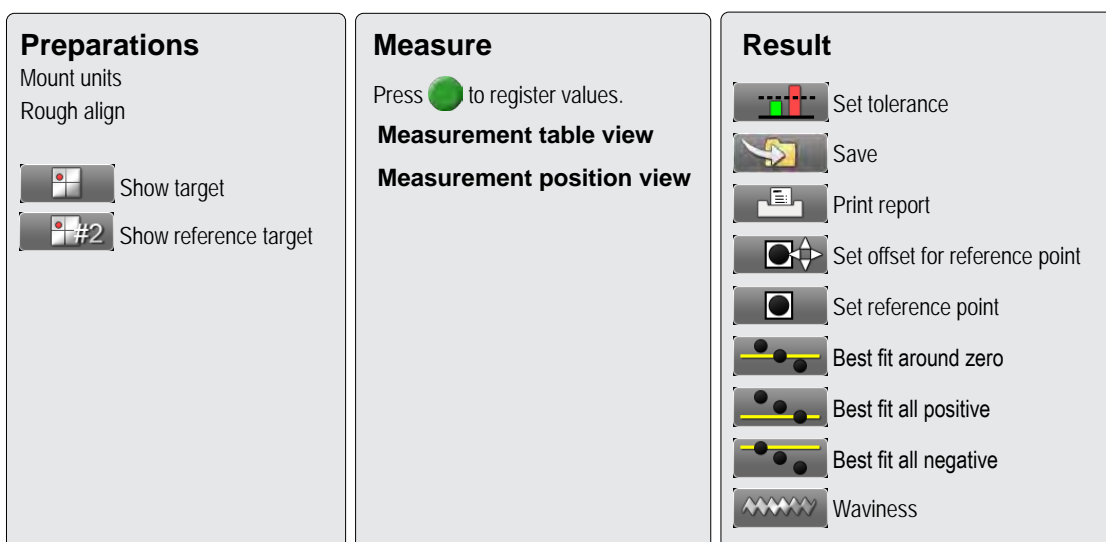 Preparations
Mount units
Rough align
Show target
#2 Show reference target
Measure
Press to register values.
Measurement table view
Measurement position view
Result
Set tolerance
Save
Print report
Set offset for reference point
Set reference point
Best fit around zero
Best fit all positive
Best fit all negative
Waviness